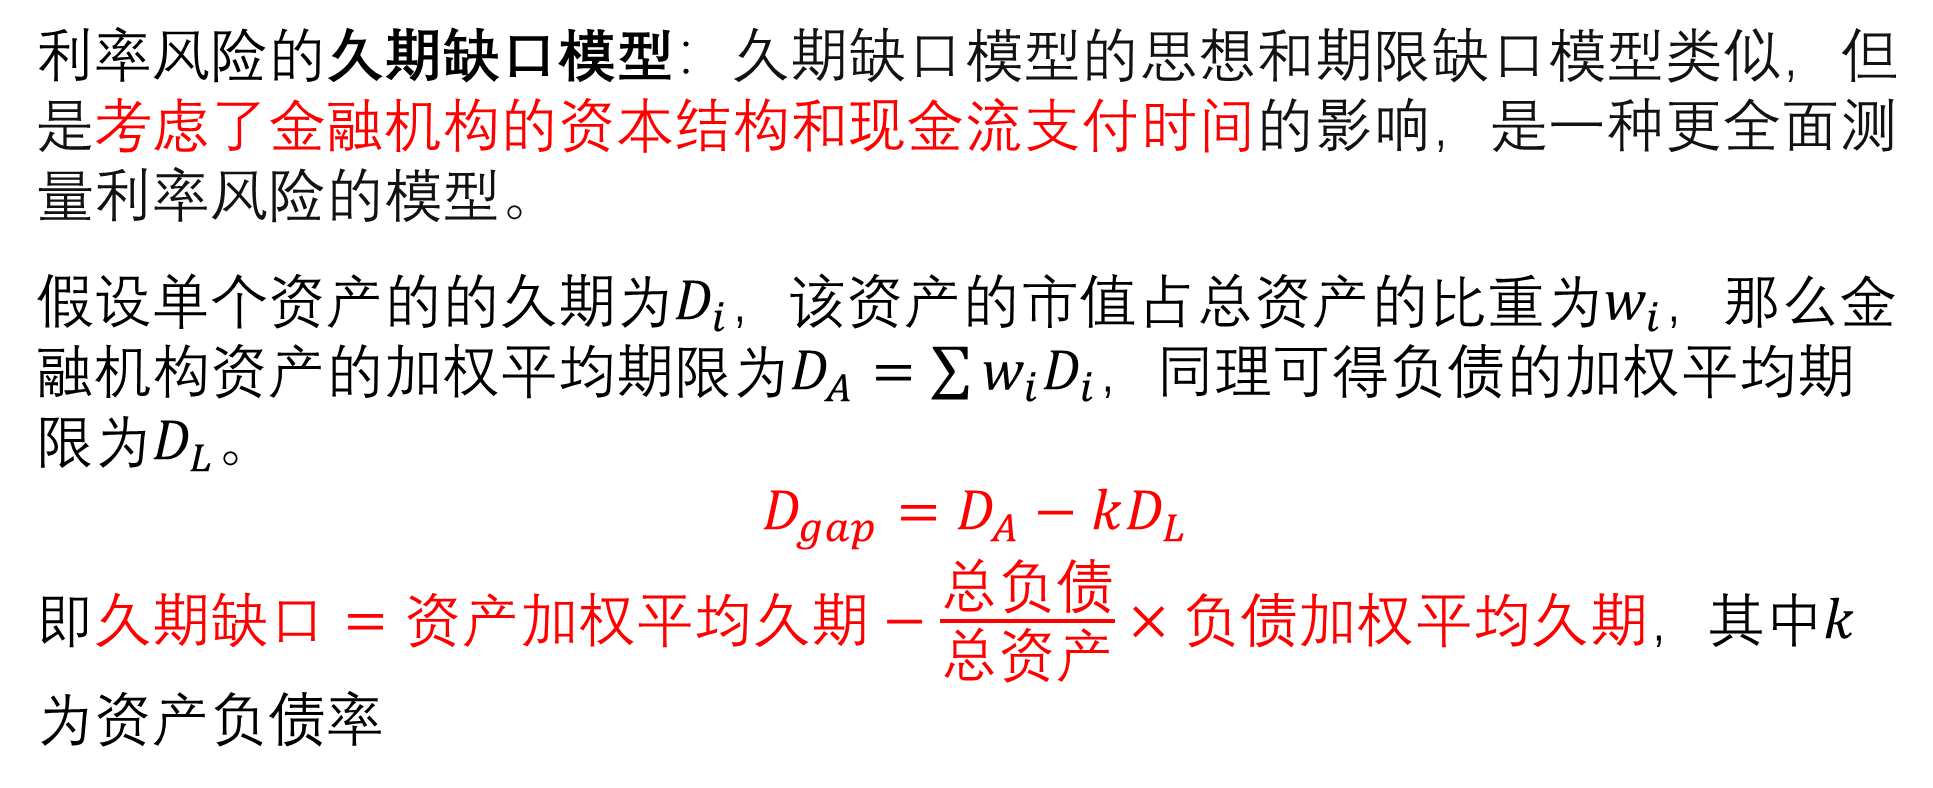 利率风险的久期缺口模型：久期缺口模型的思想和期限缺口模型类似，但
是考虑了金融机构的资本结构和现金流支付时间的影响，是一种更全面测
量利率风险的模型。
假设单个资产的的久期为D_i，该资产的市值占总资产的比重为w_i，那么金
融机构资产的加权平均期限为D_A = ∑ w_i D_i，同理可得负债的加权平均期
限为D_L。
D_gap = D_A − kD_L
即久期缺口 = 资产加权平均久期 − 总负债/总资产 × 负债加权平均久期，其中k
为资产负债率